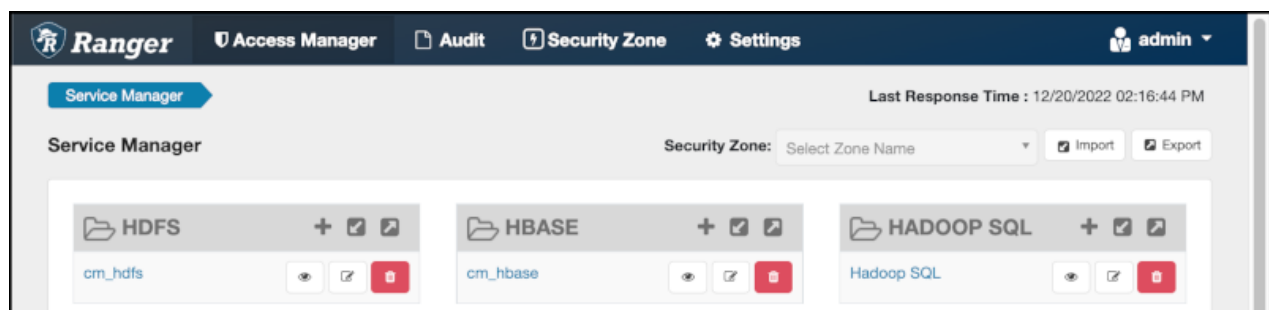 Ranger Access Manager Audit Security Zone Settings admin
Service Manager Last Response Time : 12/20/2022 02:16:44 PM
Service Manager Security Zone: Select Zone Name Import Export
HDFS HBASE HADOOP SQL
cm_hdfs cm_hbase Hadoop SQL